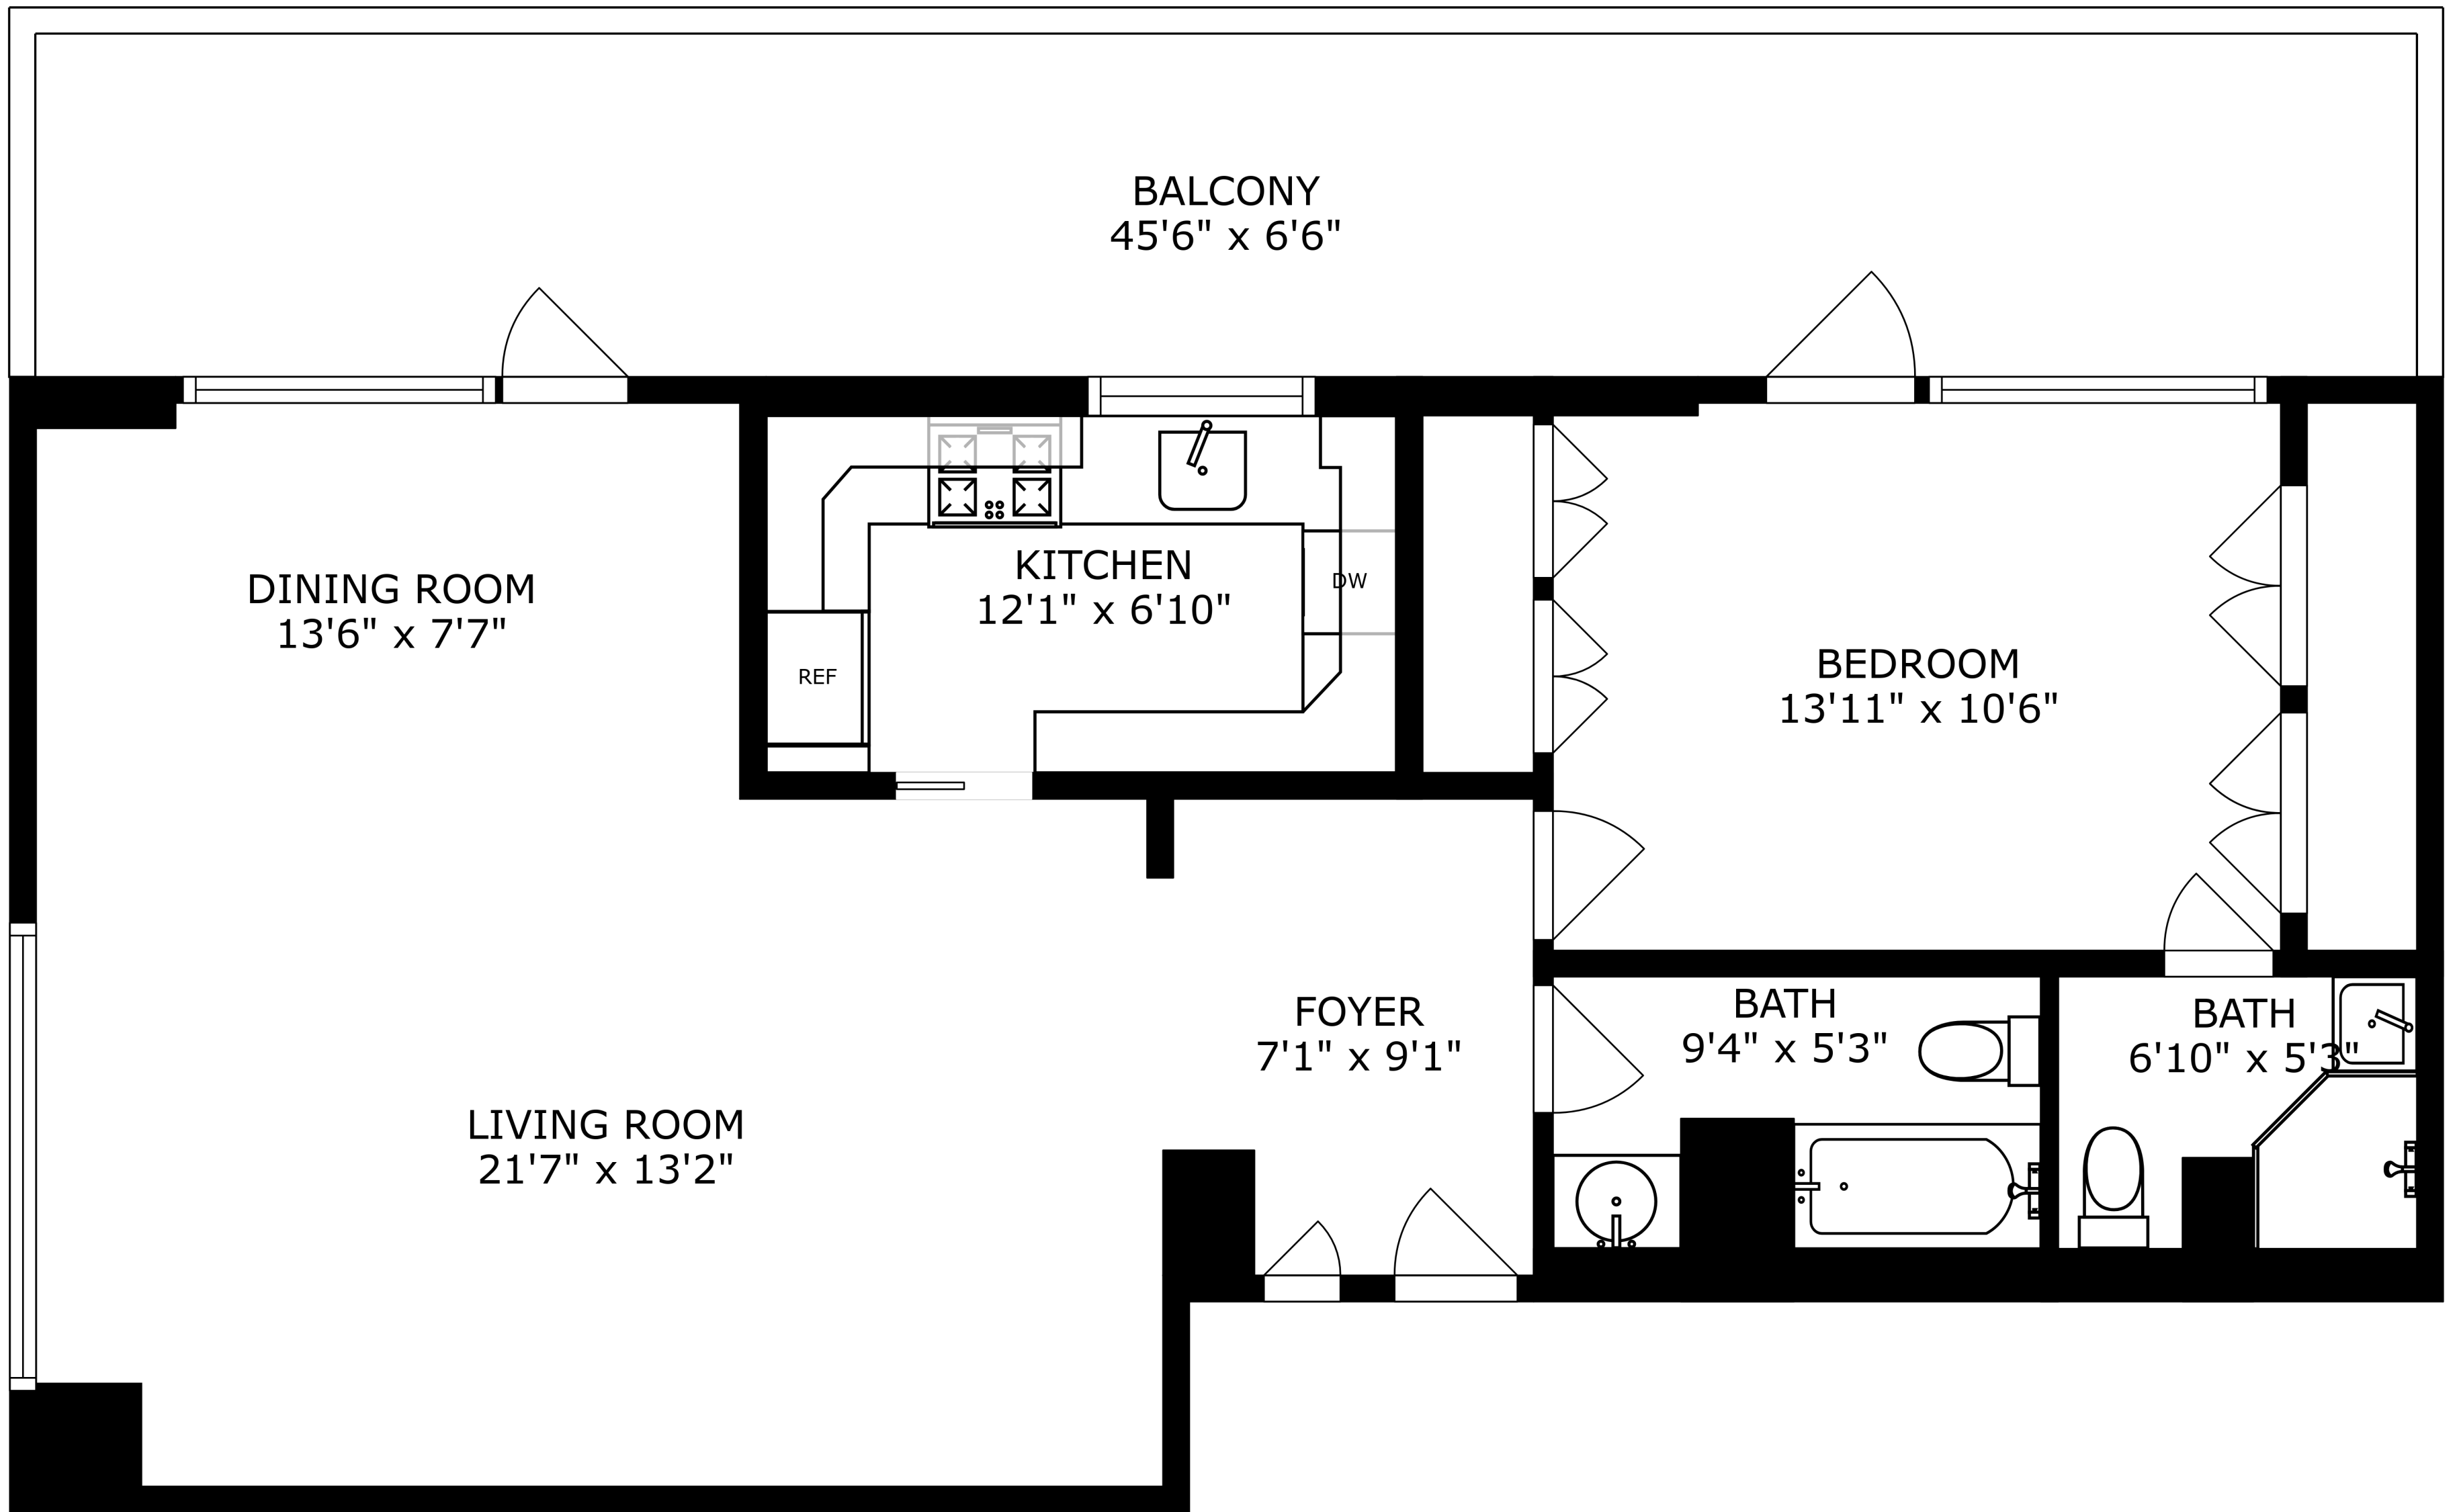 BALCONY
45'6" x 6'6"
DINING ROOM
13'6" x 7'7"
KITCHEN
12'1" x 6'10"
DW
REF
BEDROOM
13'11" x 10'6"
FOYER
7'1" x 9'1"
BATH
9'4" x 5'3"
BATH
6'10" x 5'3"
LIVING ROOM
21'7" x 13'2"